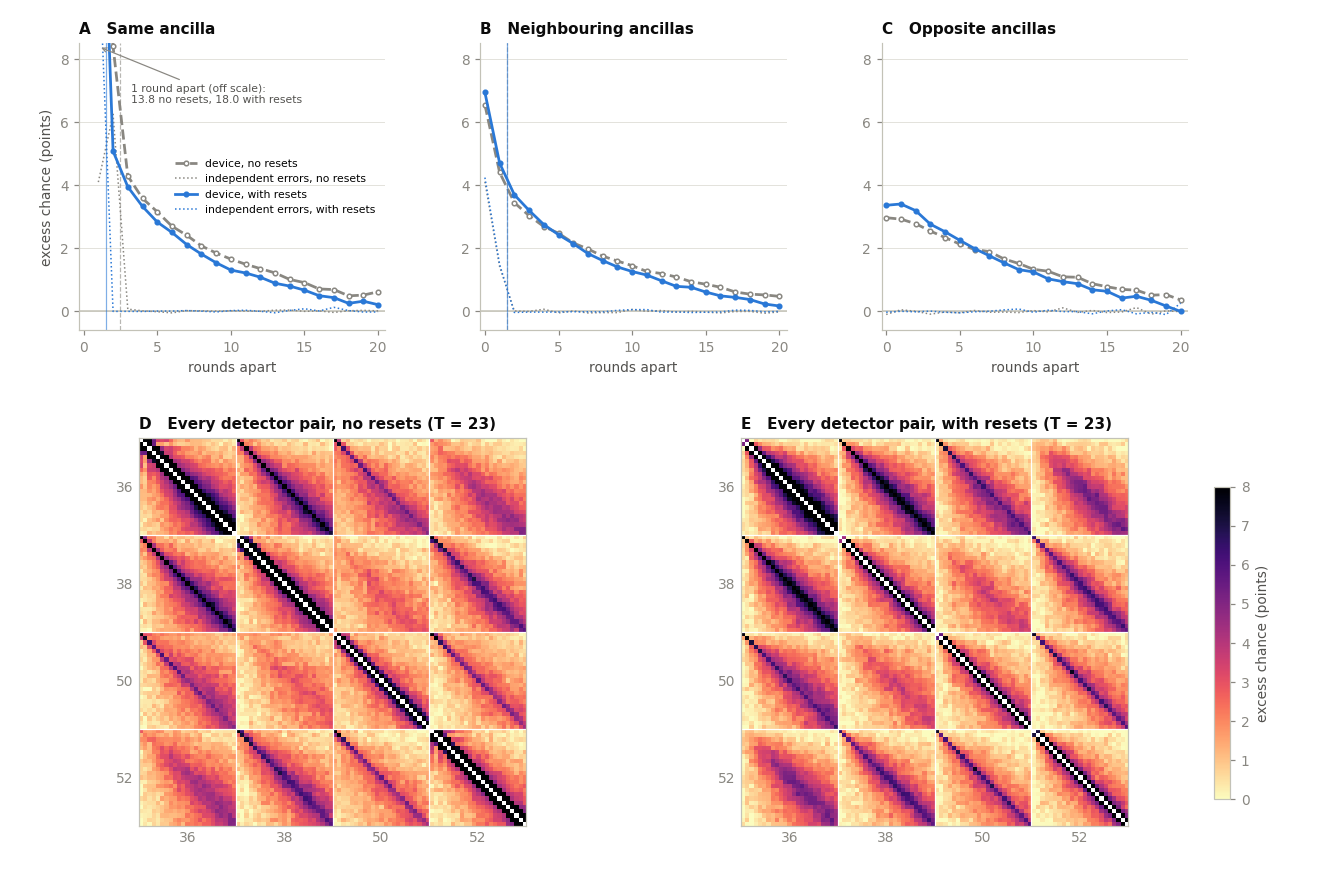 A Same ancilla
B Neighbouring ancillas
C Opposite ancillas
8
6
4
2
0
excess chance (points)
1 round apart (off scale):
13.8 no resets, 18.0 with resets
device, no resets
independent errors, no resets
device, with resets
independent errors, with resets
0 5 10 15 20
rounds apart
8
6
4
2
0
0 5 10 15 20
rounds apart
8
6
4
2
0
0 5 10 15 20
rounds apart
D Every detector pair, no resets (T = 23)
36
38
50
52
36 38 50 52
E Every detector pair, with resets (T = 23)
36
38
50
52
36 38 50 52
8
7
6
5
4
3
2
1
0
excess chance (points)